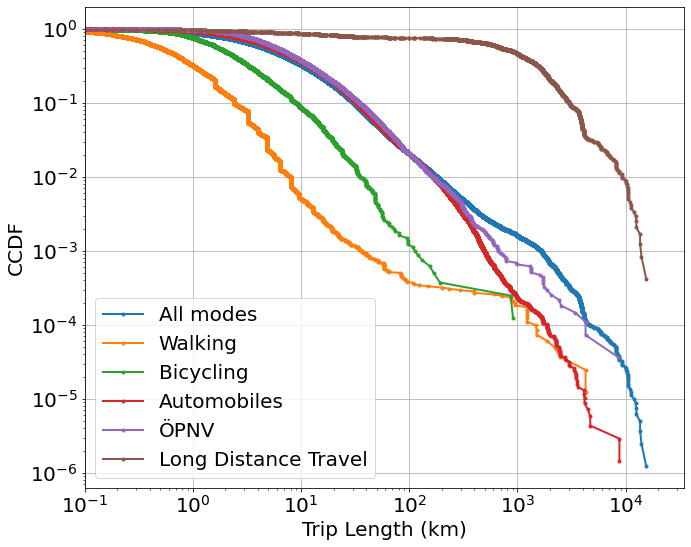 10⁰
10⁻¹
10⁻²
10⁻³
10⁻⁴
10⁻⁵
10⁻⁶
CCDF
All modes
Walking
Bicycling
Automobiles
ÖPNV
Long Distance Travel
10⁻¹ 10⁰ 10¹ 10² 10³ 10⁴
Trip Length (km)